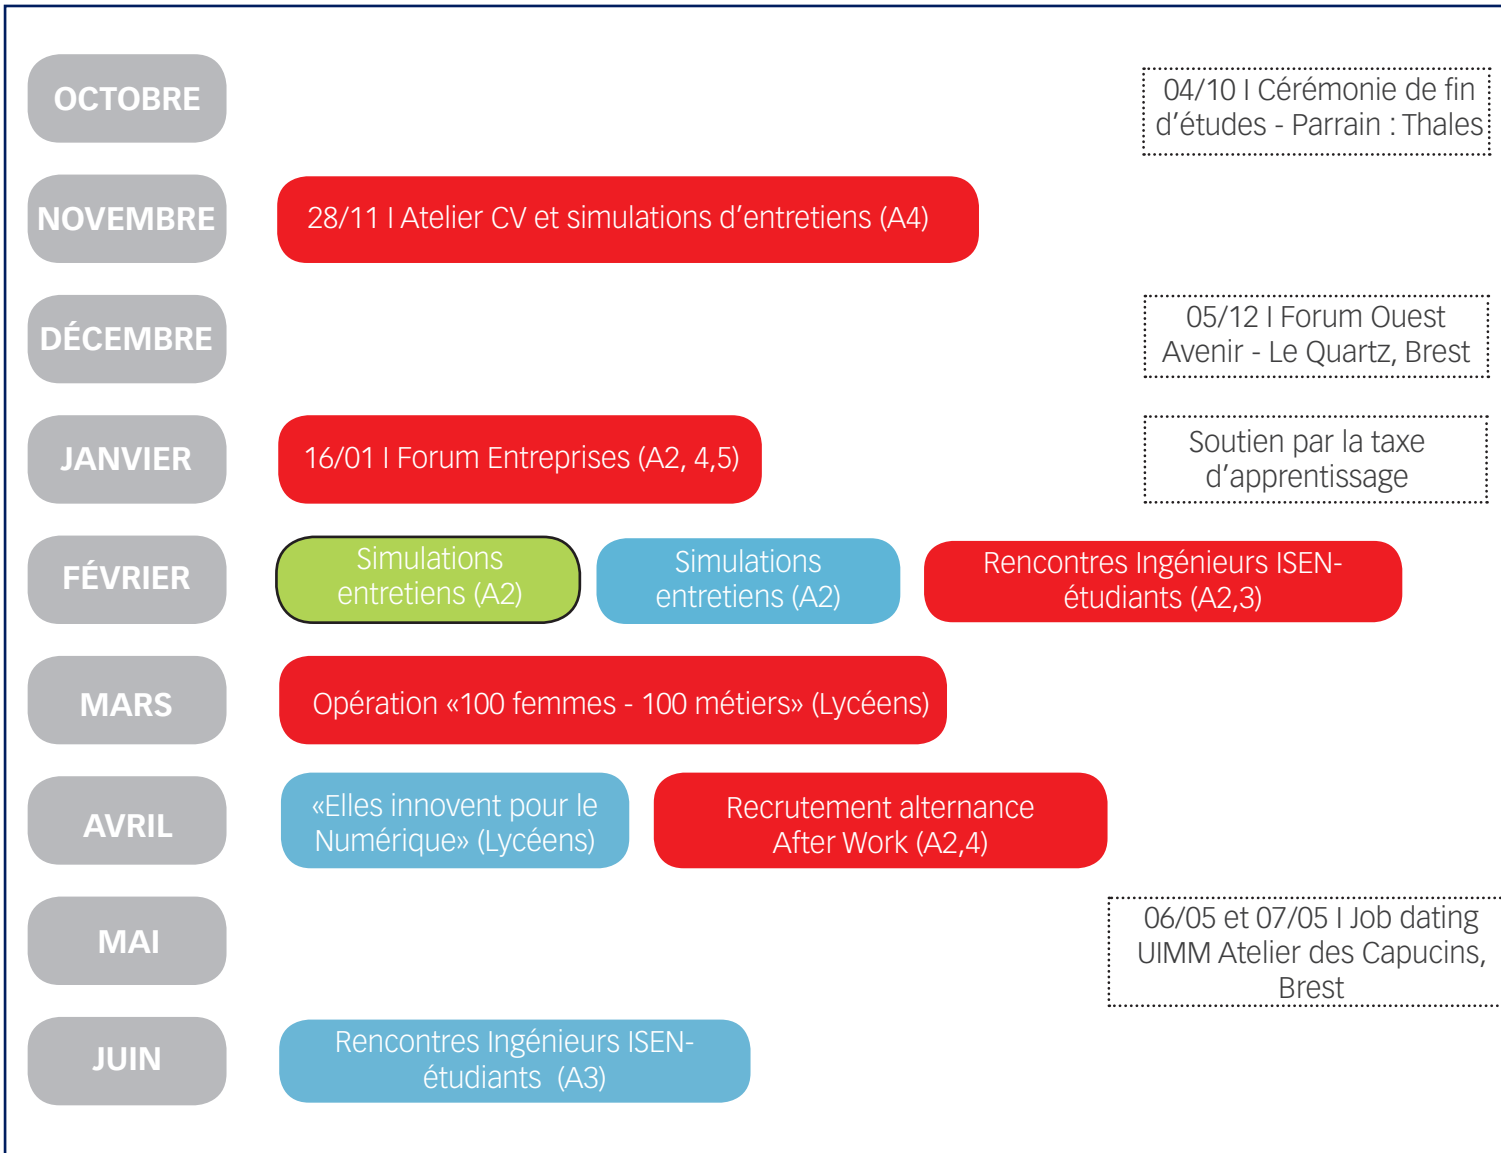 OCTOBRE
04/10 I Cérémonie de fin
d'études - Parrain : Thales
NOVEMBRE
28/11 I Atelier CV et simulations d'entretiens (A4)
DÉCEMBRE
05/12 I Forum Ouest
Avenir - Le Quartz, Brest
JANVIER
16/01 I Forum Entreprises (A2, 4,5)
Soutien par la taxe
d'apprentissage
FÉVRIER
Simulations
entretiens (A2)
Simulations
entretiens (A2)
Rencontres Ingénieurs ISEN-
étudiants (A2,3)
MARS
Opération «100 femmes - 100 métiers» (Lycéens)
AVRIL
«Elles innovent pour le
Numérique» (Lycéens)
Recrutement alternance
After Work (A2,4)
MAI
06/05 et 07/05 I Job dating
UIMM Atelier des Capucins,
Brest
JUIN
Rencontres Ingénieurs ISEN-
étudiants  (A3)